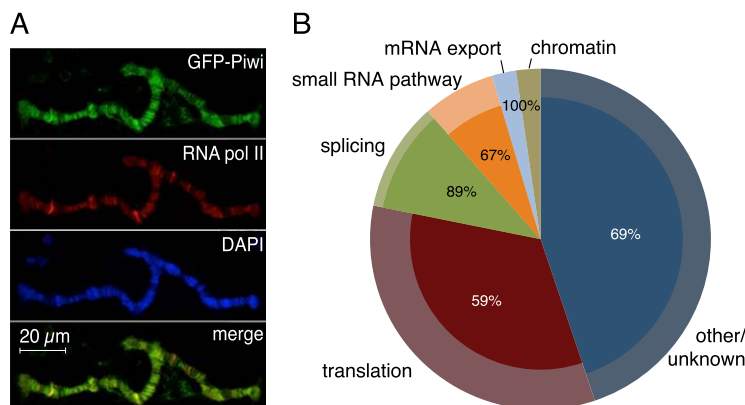 A
GFP-Piwi
RNA pol II
DAPI
merge
20 µm
B
mRNA export
chromatin
small RNA pathway
100%
splicing
67%
89%
69%
59%
other/
unknown
translation